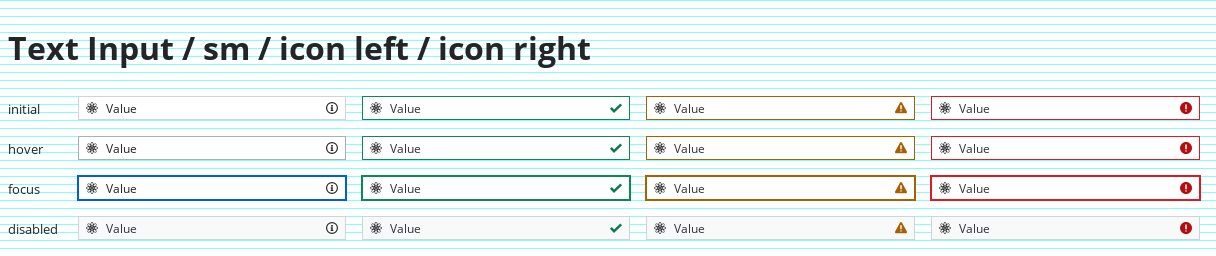 Text Input / sm / icon left / icon right
initial Value Value Value Value
hover Value Value Value Value
focus Value Value Value Value
disabled Value Value Value Value